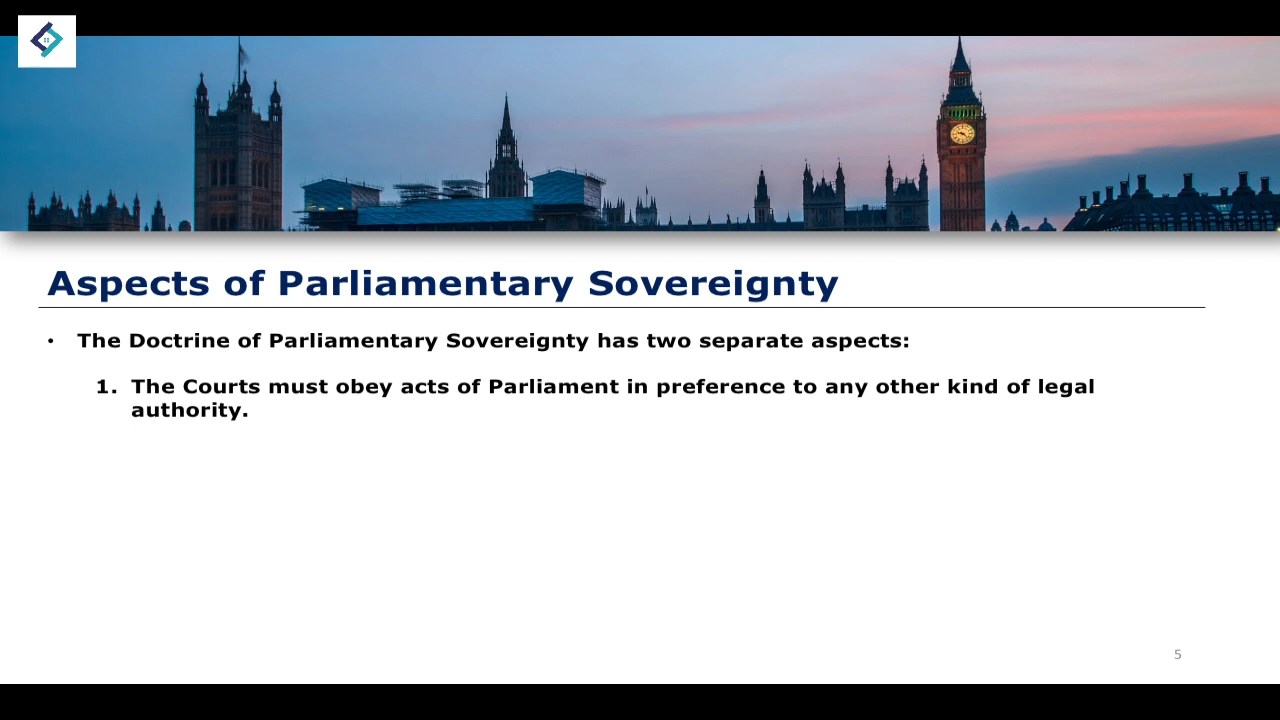 Aspects of Parliamentary Sovereignty
• The Doctrine of Parliamentary Sovereignty has two separate aspects:
1. The Courts must obey acts of Parliament in preference to any other kind of legal
authority.
5